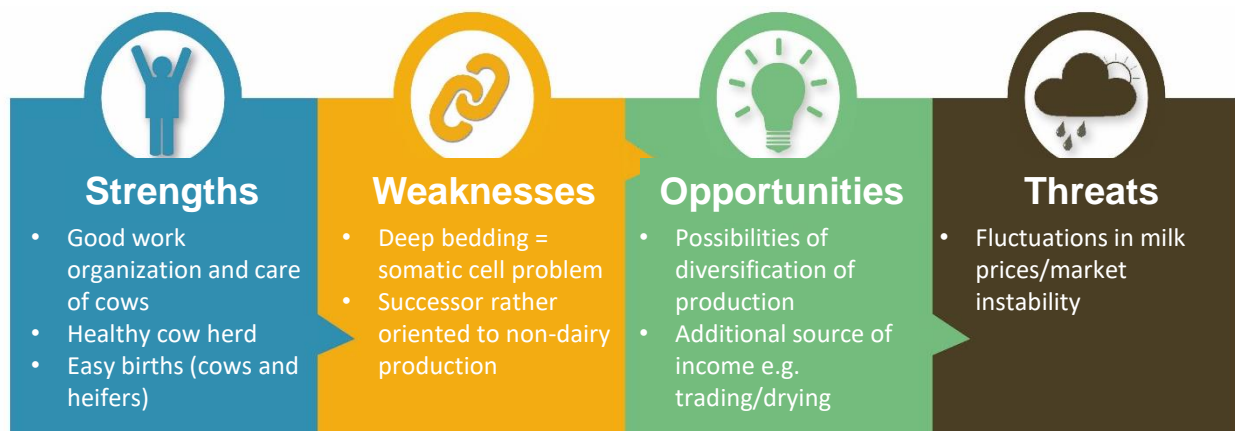 Strengths
• Good work
organization and care
of cows
• Healthy cow herd
• Easy births (cows and
heifers)
Weaknesses
• Deep bedding =
somatic cell problem
• Successor rather
oriented to non-dairy
production
Opportunities
• Possibilities of
diversification of
production
• Additional source of
income e.g.
trading/drying
Threats
• Fluctuations in milk
prices/market
instability